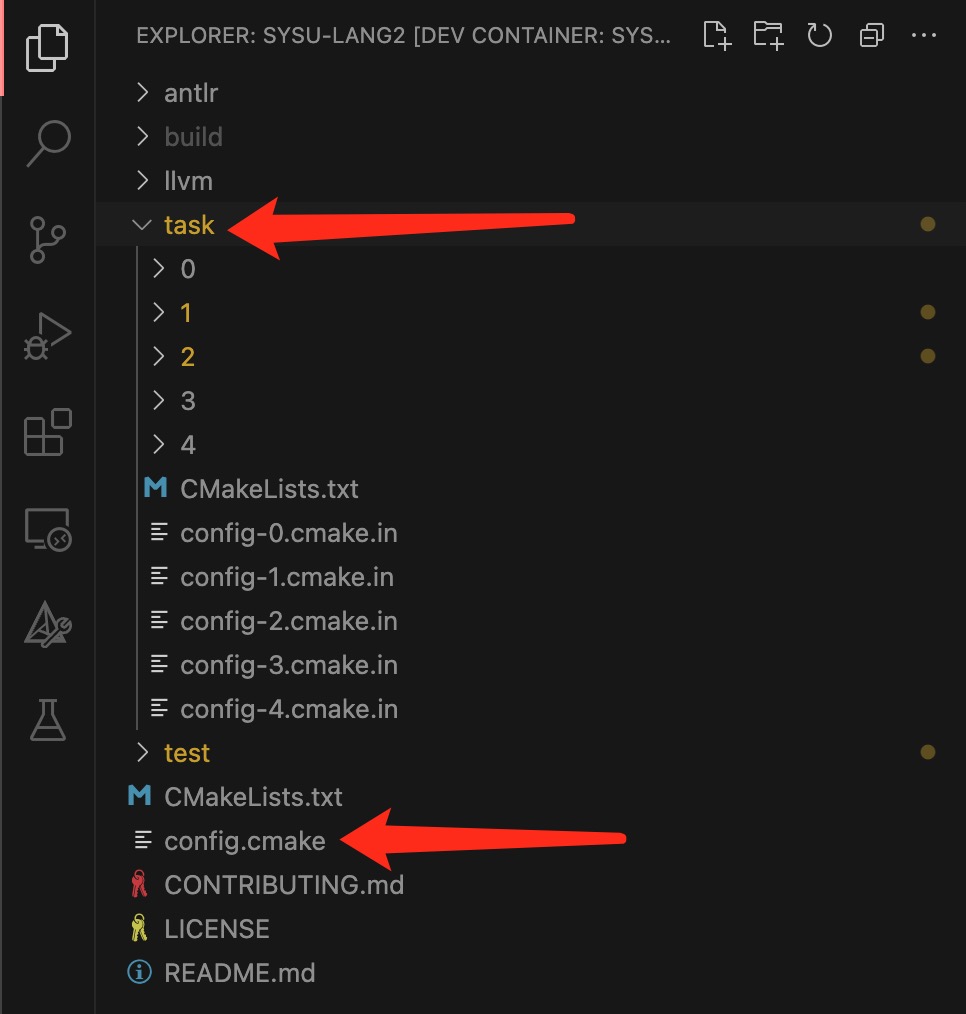 EXPLORER: SYSU-LANG2 [DEV CONTAINER: SYS...
antlr
build
llvm
task
0
1
2
3
4
CMakeLists.txt
config-0.cmake.in
config-1.cmake.in
config-2.cmake.in
config-3.cmake.in
config-4.cmake.in
test
CMakeLists.txt
config.cmake
CONTRIBUTING.md
LICENSE
README.md